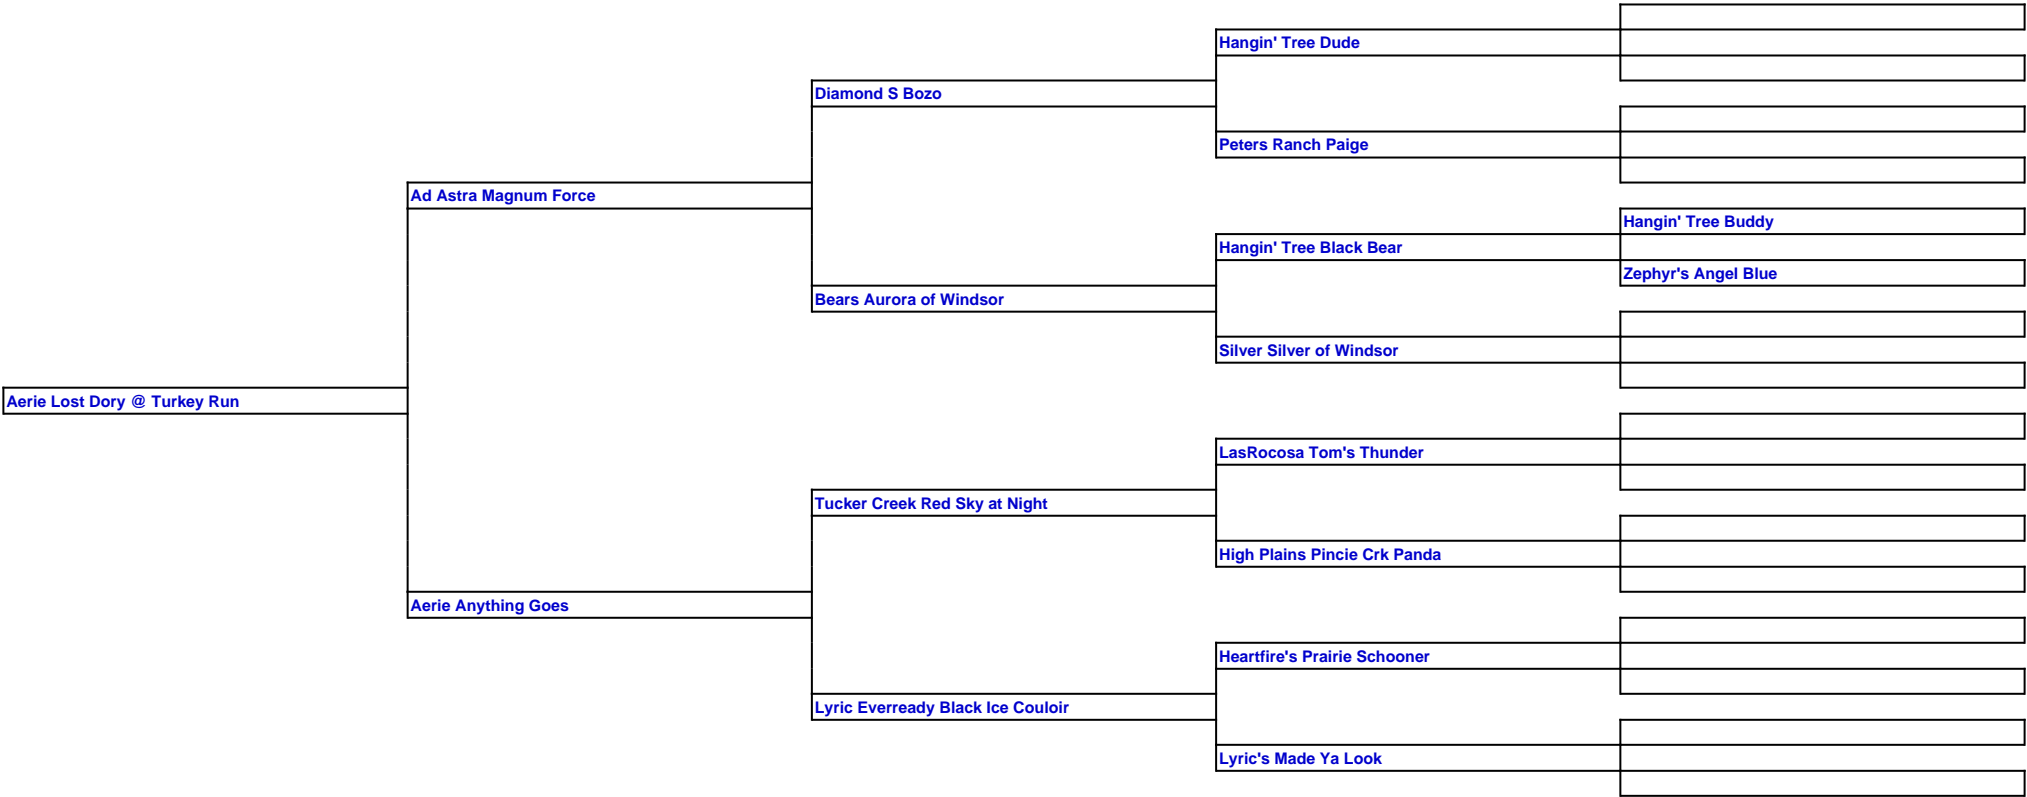 Hangin' Tree Dude
Diamond S Bozo
Peters Ranch Paige
Ad Astra Magnum Force
Hangin' Tree Buddy
Hangin' Tree Black Bear
Zephyr's Angel Blue
Bears Aurora of Windsor
Silver Silver of Windsor
Aerie Lost Dory @ Turkey Run
LasRocosa Tom's Thunder
Tucker Creek Red Sky at Night
High Plains Pincie Crk Panda
Aerie Anything Goes
Heartfire's Prairie Schooner
Lyric Everready Black Ice Couloir
Lyric's Made Ya Look